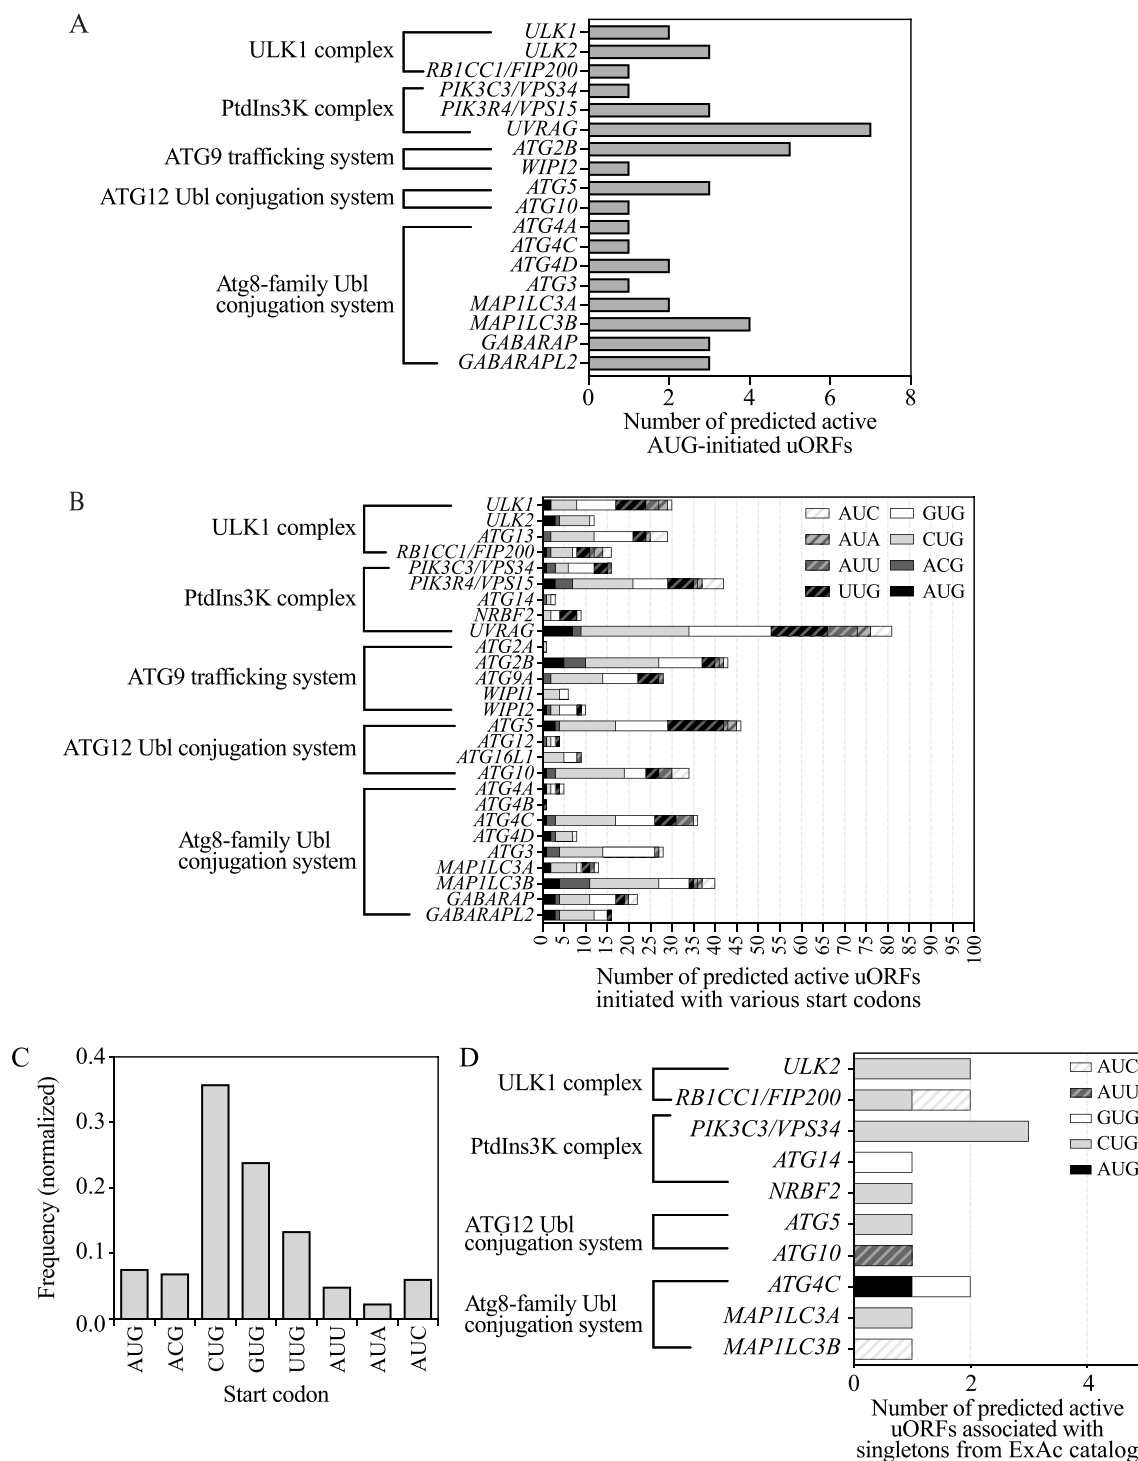 A
ULK1 complex
PtdIns3K complex
ATG9 trafficking system
ATG12 Ubl conjugation system
Atg8-family Ubl
conjugation system
ULK1
ULK2
RB1CC1/FIP200
PIK3C3/VPS34
PIK3R4/VPS15
UVRAG
ATG2B
WIPI2
ATG5
ATG10
ATG4A
ATG4C
ATG4D
ATG3
MAP1LC3A
MAP1LC3B
GABARAP
GABARAPL2
0 2 4 6 8
Number of predicted active
AUG-initiated uORFs
B
ULK1 complex
PtdIns3K complex
ATG9 trafficking system
ATG12 Ubl conjugation system
Atg8-family Ubl
conjugation system
ULK1
ULK2
ATG13
RB1CC1/FIP200
PIK3C3/VPS34
PIK3R4/VPS15
ATG14
NRBF2
UVRAG
ATG2A
ATG2B
ATG9A
WIPI1
WIPI2
ATG5
ATG12
ATG16L1
ATG10
ATG4A
ATG4B
ATG4C
ATG4D
ATG3
MAP1LC3A
MAP1LC3B
GABARAP
GABARAPL2
AUC GUG
AUA CUG
AUU ACG
UUG AUG
0 5 10 15 20 25 30 35 40 45 50 55 60 65 70 75 80 85 90 95 100
Number of predicted active uORFs
initiated with various start codons
C
Frequency (normalized)
0.4
0.3
0.2
0.1
0.0
AUG ACG CUG GUG UUG AUU AUA AUC
Start codon
D
ULK1 complex
PtdIns3K complex
ATG12 Ubl
conjugation system
Atg8-family Ubl
conjugation system
ULK2
RB1CC1/FIP200
PIK3C3/VPS34
ATG14
NRBF2
ATG5
ATG10
ATG4C
MAP1LC3A
MAP1LC3B
AUC
AUU
GUG
CUG
AUG
0 2 4
Number of predicted active
uORFs associated with
singletons from ExAc catalog